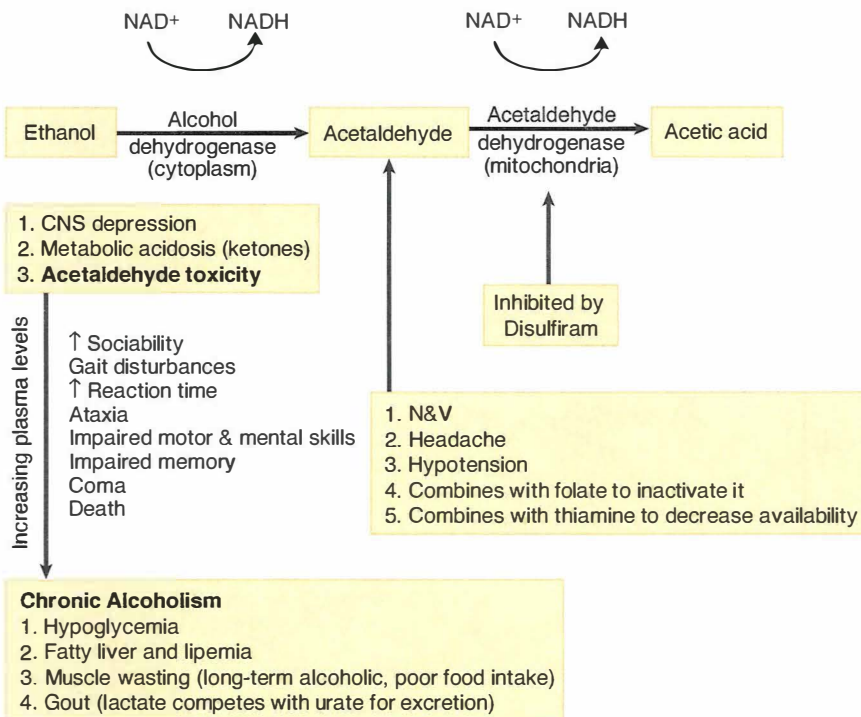 NAD+ NADH
NAD+ NADH
Ethanol
Alcohol
dehydrogenase
(cytoplasm)
Acetaldehyde
Acetaldehyde
dehydrogenase
(mitochondria)
Acetic acid
1. CNS depression
2. Metabolic acidosis (ketones)
3. Acetaldehyde toxicity
Inhibited by
Disulfiram
Increasing plasma levels
↑ Sociability
Gait disturbances
↑ Reaction time
Ataxia
Impaired motor & mental skills
Impaired memory
Coma
Death
1. N&V
2. Headache
3. Hypotension
4. Combines with folate to inactivate it
5. Combines with thiamine to decrease availability
Chronic Alcoholism
1. Hypoglycemia
2. Fatty liver and lipemia
3. Muscle wasting (long-term alcoholic, poor food intake)
4. Gout (lactate competes with urate for excretion)